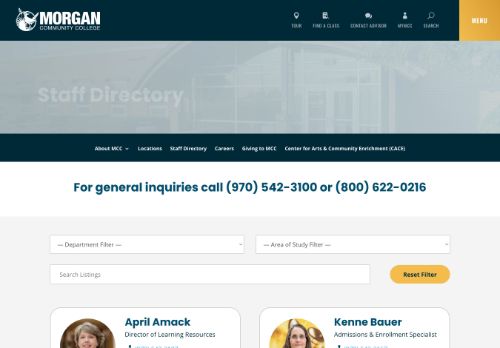 MORGAN
COMMUNITY COLLEGE
TOUR
FIND A CLASS
CONTACT ADVISOR
MYMCC
SEARCH
MENU
Staff Directory
About MCC
Locations
Staff Directory
Careers
Giving to MCC
Center for Arts & Community Enrichment (CACE)
For general inquiries call (970) 542-3100 or (800) 622-0216
— Department Filter —
— Area of Study Filter —
Search Listings
Reset Filter
April Amack
Director of Learning Resources
Kenne Bauer
Admissions & Enrollment Specialist